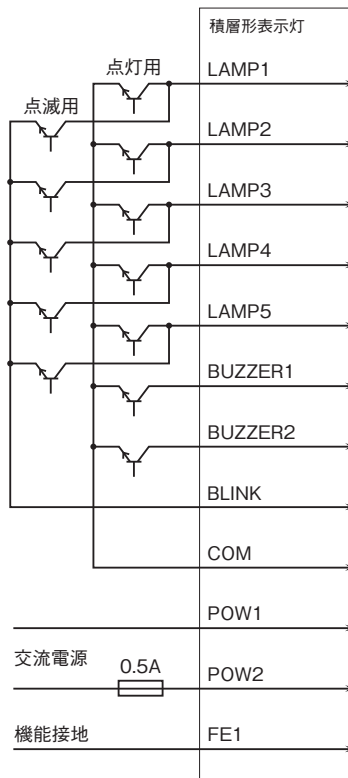 積層形表示灯
点灯用
LAMP1
点滅用
LAMP2
LAMP3
LAMP4
LAMP5
BUZZER1
BUZZER2
BLINK
COM
POW1
交流電源
0.5A
POW2
機能接地
FE1